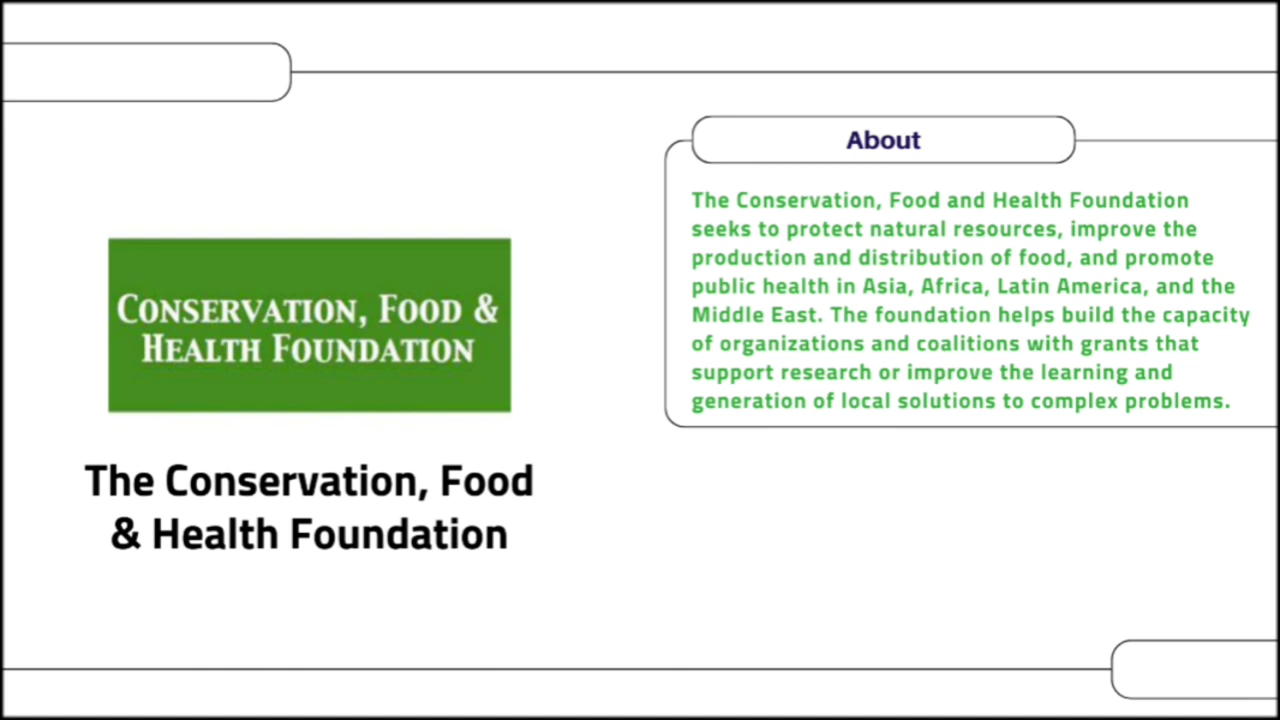 About
The Conservation, Food and Health Foundation
seeks to protect natural resources, improve the
production and distribution of food, and promote
public health in Asia, Africa, Latin America, and the
Middle East. The foundation helps build the capacity
of organizations and coalitions with grants that
support research or improve the learning and
generation of local solutions to complex problems.
CONSERVATION, FOOD &
HEALTH FOUNDATION
The Conservation, Food
& Health Foundation